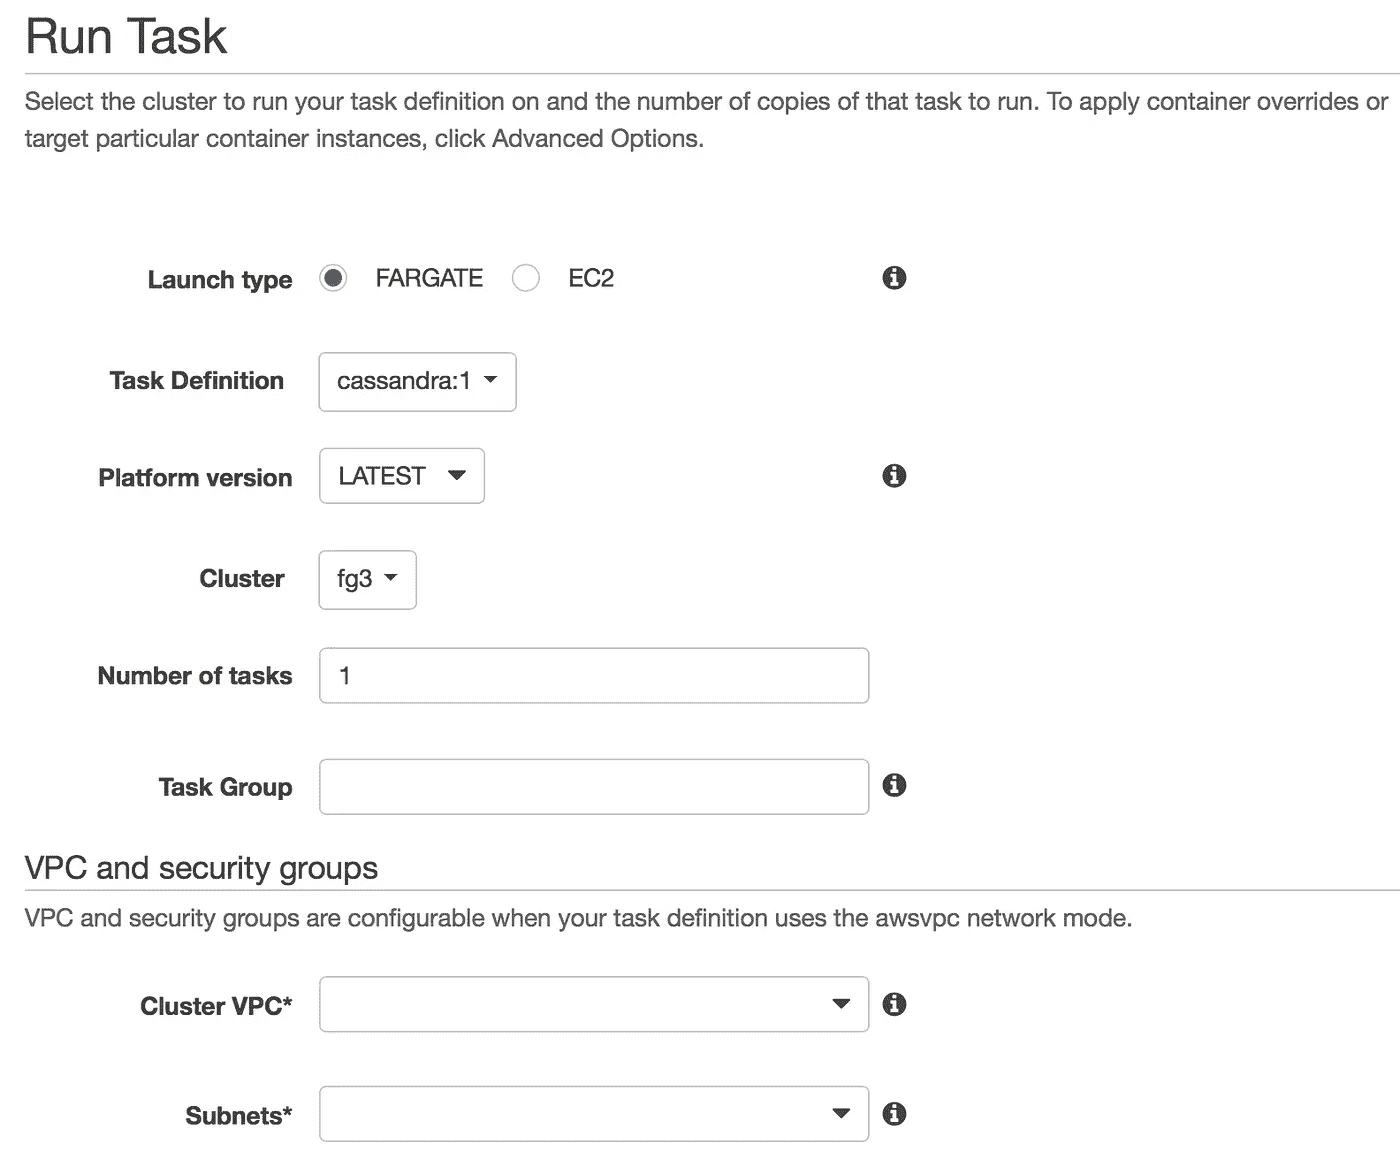 Run Task
Select the cluster to run your task definition on and the number of copies of that task to run. To apply container overrides or
target particular container instances, click Advanced Options.
Launch type FARGATE EC2
Task Definition cassandra:1
Platform version LATEST
Cluster fg3
Number of tasks 1
Task Group
VPC and security groups
VPC and security groups are configurable when your task definition uses the awsvpc network mode.
Cluster VPC*
Subnets*